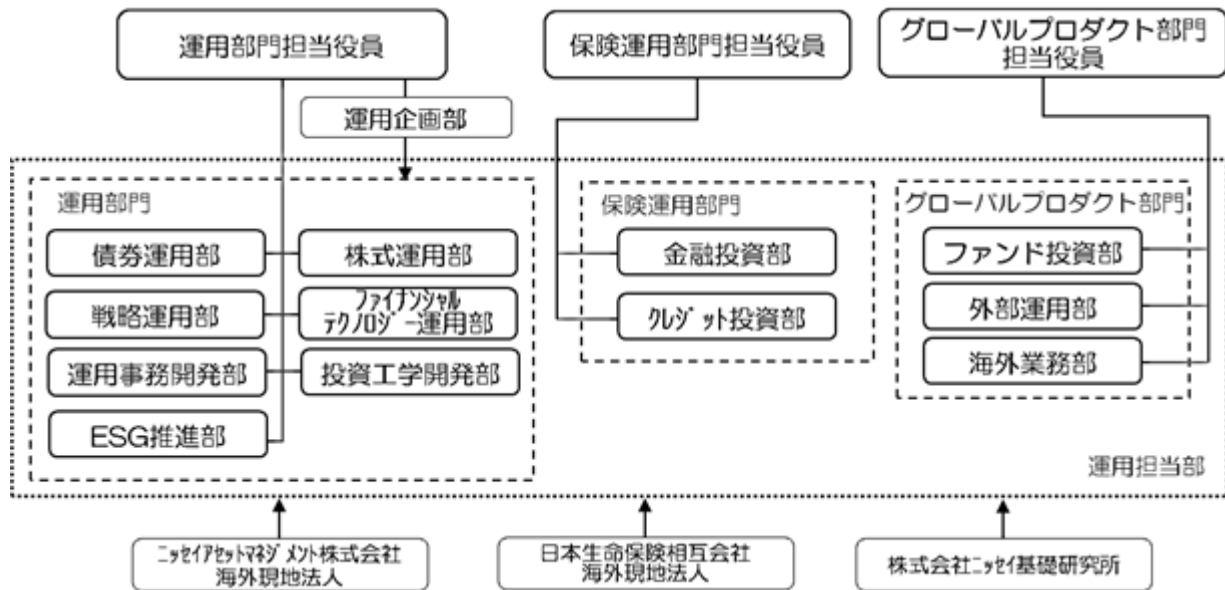 運用部門担当役員
保険運用部門担当役員
グローバルプロダクト部門
担当役員
運用企画部
運用部門
債券運用部
株式運用部
戦略運用部
ファイナンシャル
テクノロジー運用部
運用事務開発部
投資工学開発部
ESG推進部
保険運用部門
金融投資部
クレジット投資部
グローバルプロダクト部門
ファンド投資部
外部運用部
海外業務部
運用担当部
ニッセイアセットマネジメント株式会社
海外現地法人
日本生命保険相互会社
海外現地法人
株式会社ニッセイ基礎研究所